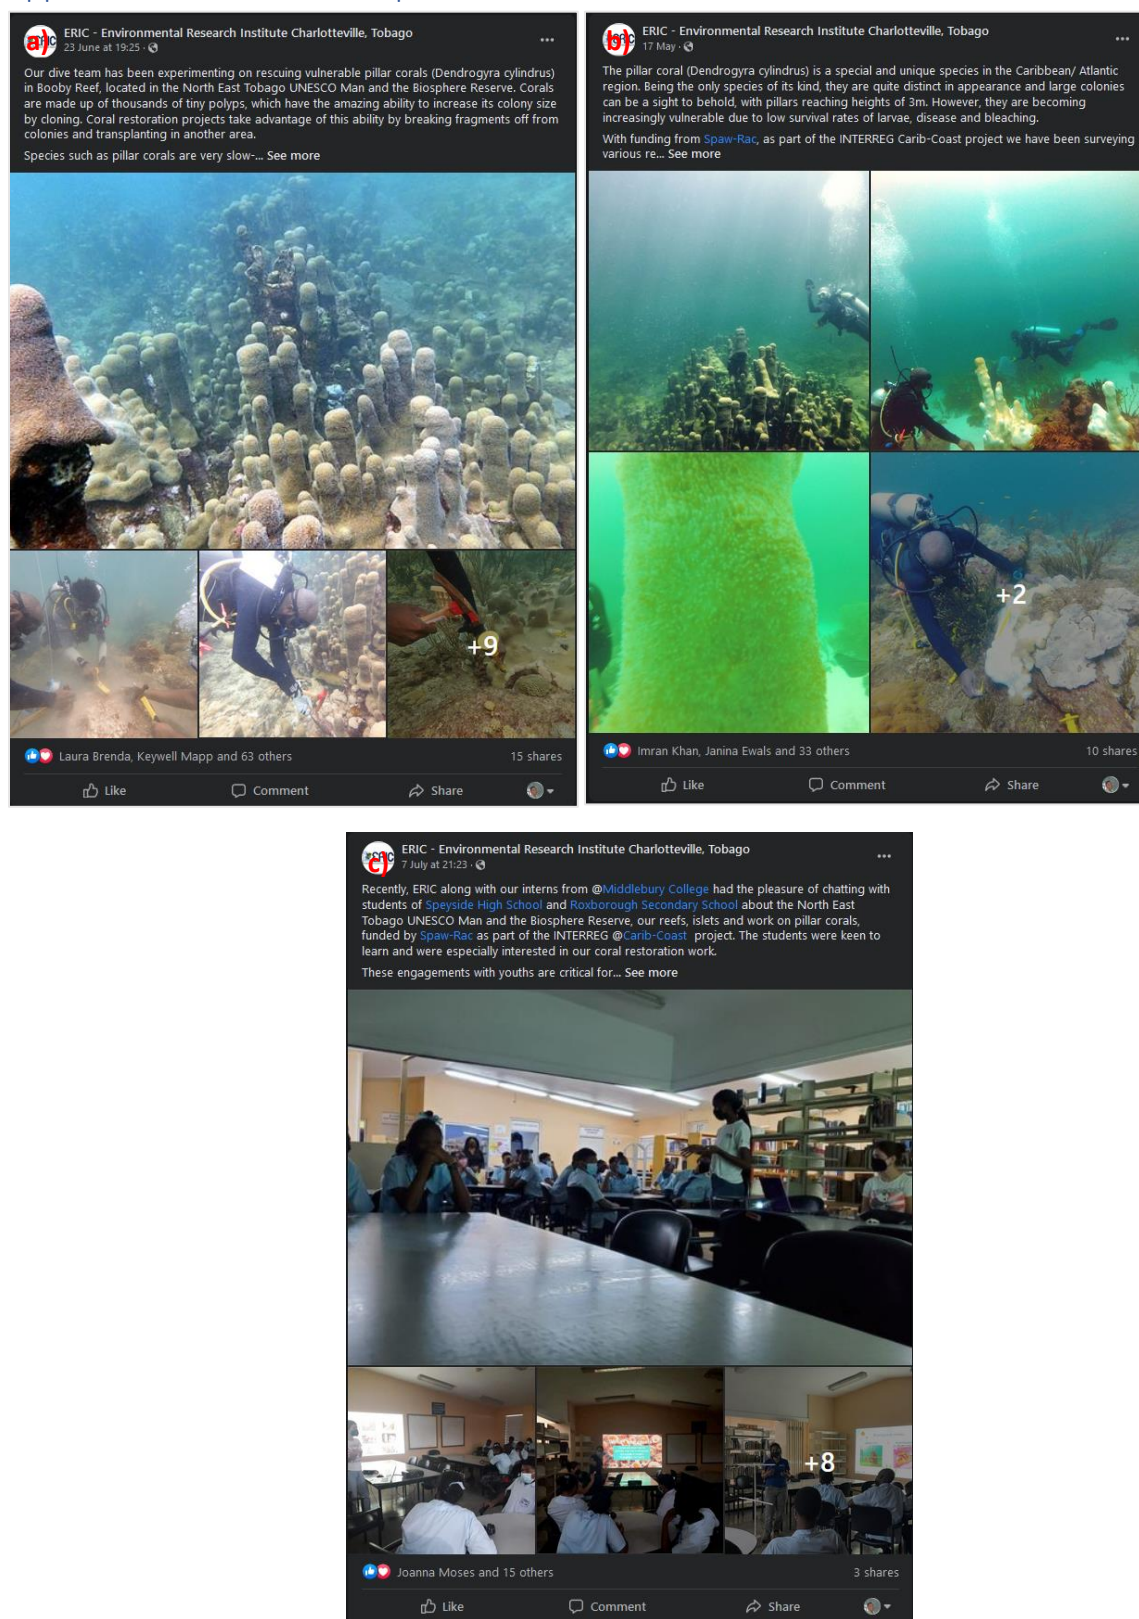 a)
ERIC - Environmental Research Institute Charlotteville, Tobago
23 June at 19:25 ·
Our dive team has been experimenting on rescuing vulnerable pillar corals (Dendrogyra cylindrus)
in Booby Reef, located in the North East Tobago UNESCO Man and the Biosphere Reserve. Corals
are made up of thousands of tiny polyps, which have the amazing ability to increase its colony size
by cloning. Coral restoration projects take advantage of this ability by breaking fragments off from
colonies and transplanting in another area.
Species such as pillar corals are very slow-... See more
+9
Laura Brenda, Keywell Mapp and 63 others
15 shares
Like Comment Share
b)
ERIC - Environmental Research Institute Charlotteville, Tobago
17 May ·
The pillar coral (Dendrogyra cylindrus) is a special and unique species in the Caribbean/ Atlantic
region. Being the only species of its kind, they are quite distinct in appearance and large colonies
can be a sight to behold, with pillars reaching heights of 3m. However, they are becoming
increasingly vulnerable due to low survival rates of larvae, disease and bleaching.
With funding from Spaw-Rac, as part of the INTERREG Carib-Coast project we have been surveying
various re... See more
+2
Imran Khan, Janina Ewals and 33 others
10 shares
Like Comment Share
c)
ERIC - Environmental Research Institute Charlotteville, Tobago
7 July at 21:23 ·
Recently, ERIC along with our interns from @Middlebury College had the pleasure of chatting with
students of Speyside High School and Roxborough Secondary School about the North East
Tobago UNESCO Man and the Biosphere Reserve, our reefs, islets and work on pillar corals,
funded by Spaw-Rac as part of the INTERREG @Carib-Coast project. The students were keen to
learn and were especially interested in our coral restoration work.
These engagements with youths are critical for... See more
+8
Joanna Moses and 15 others
3 shares
Like Comment Share